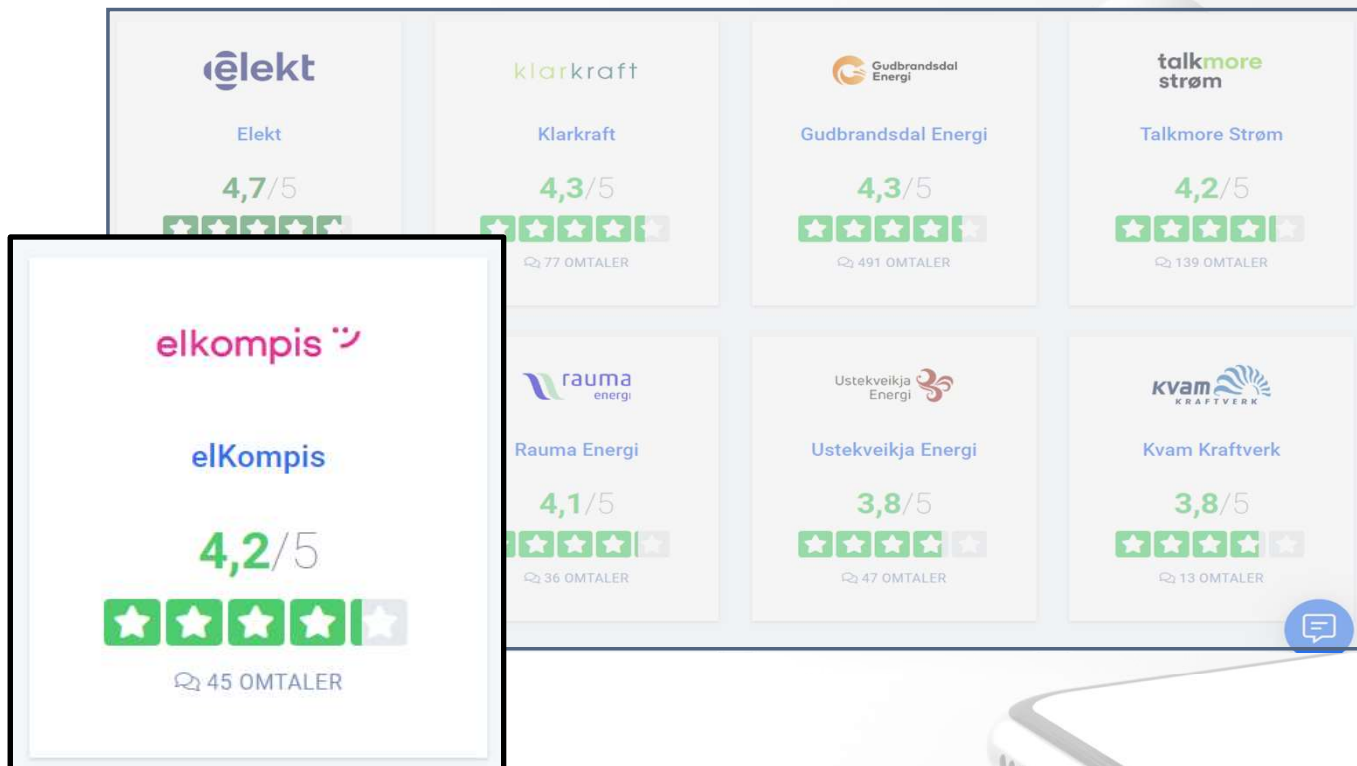 elekt
Elekt
4,7/5
klarkraft
Klarkraft
4,3/5
77 OMTALER
Gudbrandsdal
Energi
Gudbrandsdal Energi
4,3/5
491 OMTALER
talkmore
strøm
Talkmore Strøm
4,2/5
139 OMTALER
elkompis
elKompis
4,2/5
45 OMTALER
rauma
energi
Rauma Energi
4,1/5
36 OMTALER
Ustekveikja
Energi
Ustekveikja Energi
3,8/5
47 OMTALER
KVAM
KRAFTVERK
Kvam Kraftverk
3,8/5
13 OMTALER